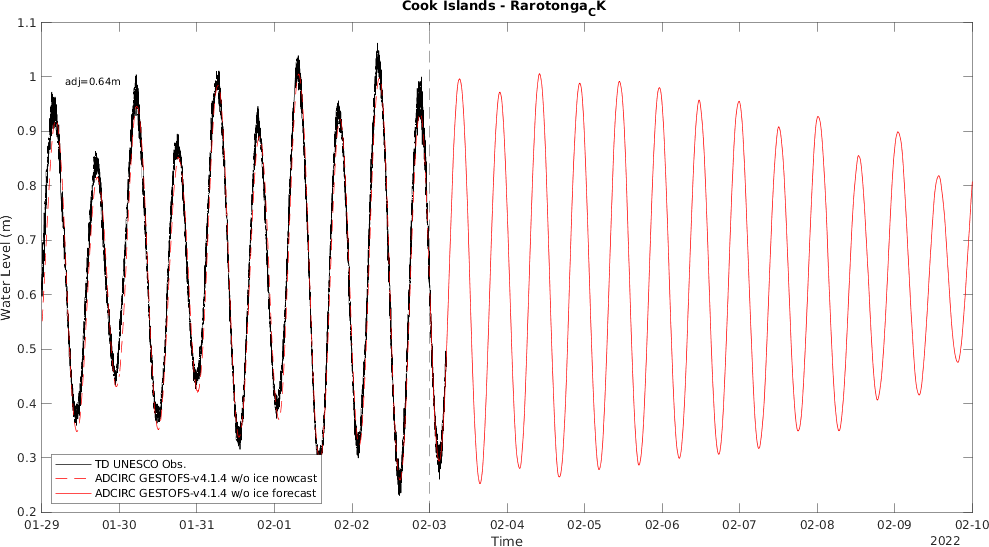 Cook Islands - Rarotonga_CK
1.1
1
adj=0.64m
0.9
0.8
0.7
0.6
0.5
0.4
0.3
0.2
Water Level (m)
TD UNESCO Obs.
ADCIRC GESTOFS-v4.1.4 w/o ice nowcast
ADCIRC GESTOFS-v4.1.4 w/o ice forecast
01-29 01-30 01-31 02-01 02-02 02-03 02-04 02-05 02-06 02-07 02-08 02-09 02-10
Time
2022